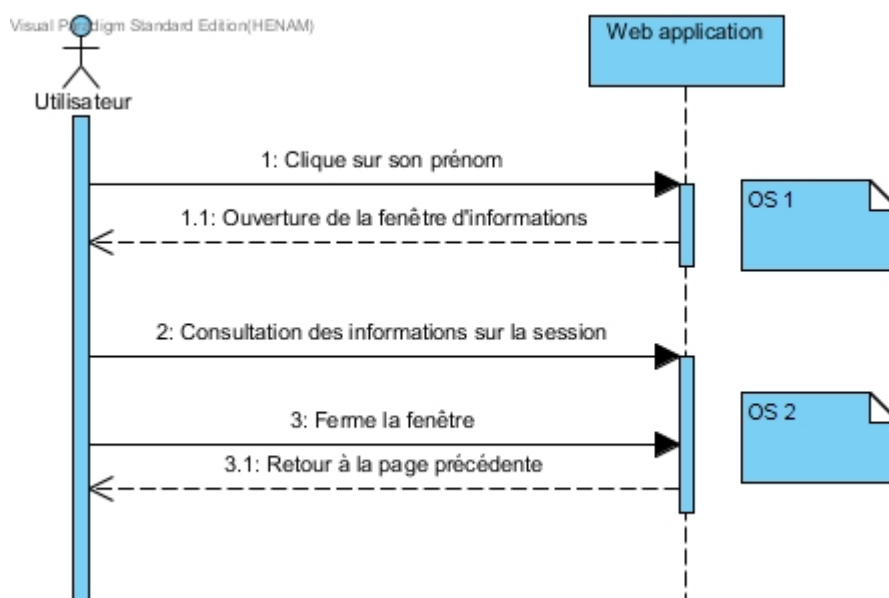 Visual Paradigm Standard Edition(HENAM)
Web application
Utilisateur
1: Clique sur son prénom
OS 1
1.1: Ouverture de la fenêtre d'informations
2: Consultation des informations sur la session
OS 2
3: Ferme la fenêtre
3.1: Retour à la page précédente